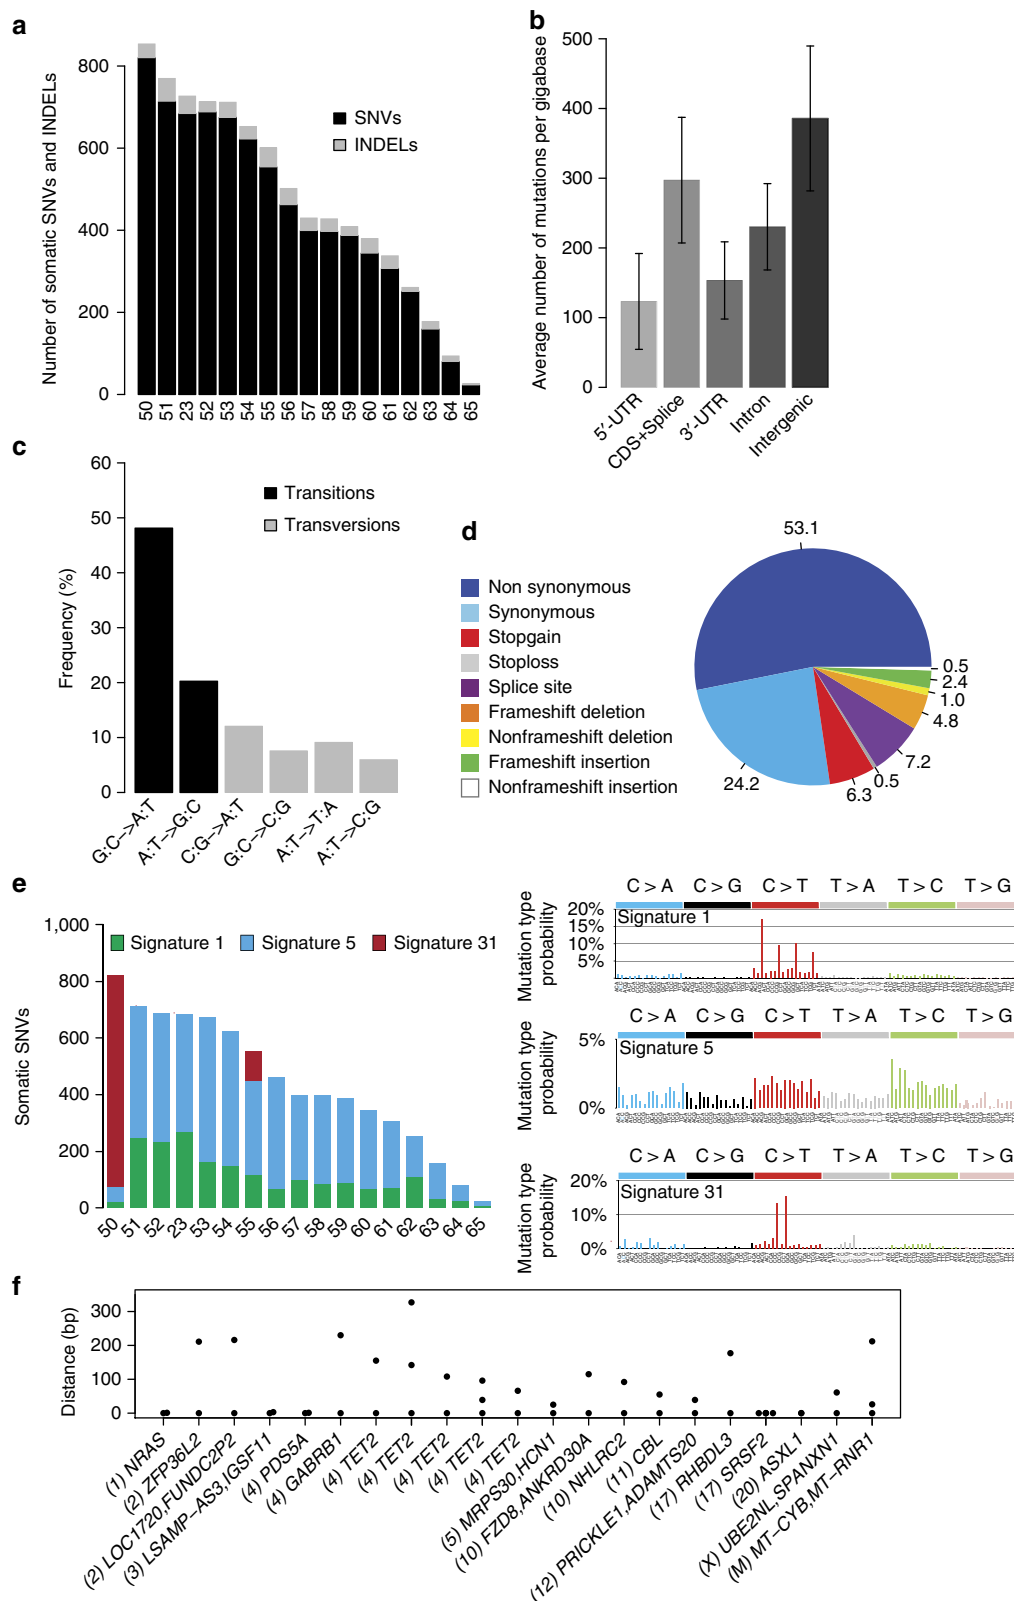 a
Number of somatic SNVs and INDELs
800
600
400
200
0
SNVs
INDELs
50 51 23 52 53 54 55 56 57 58 59 60 61 62 63 64 65
b
Average number of mutations per gigabase
500
400
300
200
100
0
5′-UTR
CDS+Splice
3′-UTR
Intron
Intergenic
c
Frequency (%)
60
50
40
30
20
10
0
Transitions
Transversions
G:C−>A:T
A:T−>G:C
C:G−>A:T
G:C−>C:G
A:T−>T:A
A:T−>C:G
d
Non synonymous
Synonymous
Stopgain
Stoploss
Splice site
Frameshift deletion
Nonframeshift deletion
Frameshift insertion
Nonframeshift insertion
53.1
0.5
2.4
1.0
4.8
7.2
0.5
6.3
24.2
e
Somatic SNVs
1,000
800
600
400
200
0
Signature 1
Signature 5
Signature 31
50 51 52 23 53 54 55 56 57 58 59 60 61 62 63 64 65
Mutation type probability
C > A C > G C > T T > A T > C T > G
20%
15%
10%
5%
Signature 1
Mutation type probability
C > A C > G C > T T > A T > C T > G
5%
0%
Signature 5
Mutation type probability
C > A C > G C > T T > A T > C T > G
20%
10%
0%
Signature 31
f
Distance (bp)
300
200
100
0
(1) NRAS
(2) ZFP36L2
(2) LOC1720,FUNDC2P2
(3) LSAMP−AS3,IGSF11
(4) PDS5A
(4) GABRB1
(4) TET2
(4) TET2
(4) TET2
(4) TET2
(4) TET2
(5) MRPS30,HCN1
(10) FZD8,ANKRD30A
(10) NHLRC2
(11) CBL
(12) PRICKLE1,ADAMTS20
(17) RHBDL3
(17) SRSF2
(20) ASXL1
(X) UBE2NL,SPANXN1
(M) MT−CYB,MT−RNR1